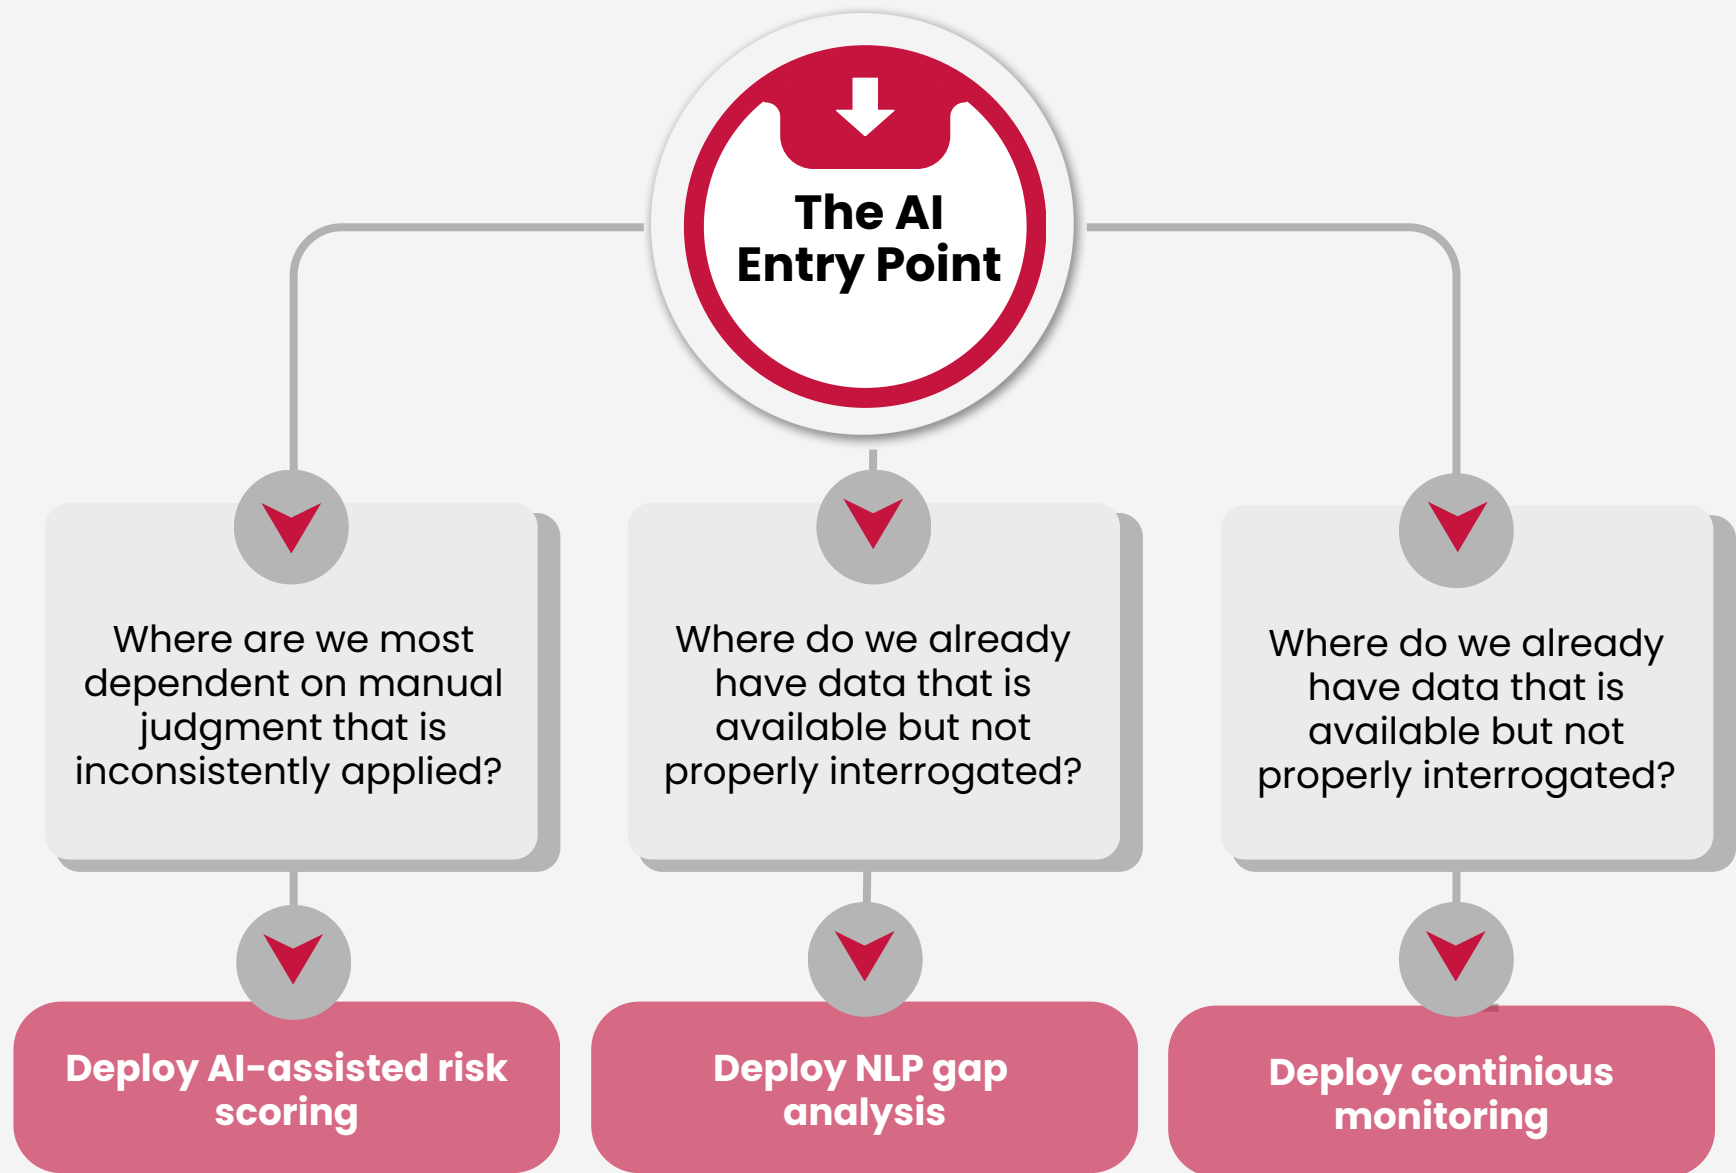 The AI
Entry Point
Where are we most
dependent on manual
judgment that is
inconsistently applied?
Where do we already
have data that is
available but not
properly interrogated?
Where do we already
have data that is
available but not
properly interrogated?
Deploy AI-assisted risk
scoring
Deploy NLP gap
analysis
Deploy continious
monitoring